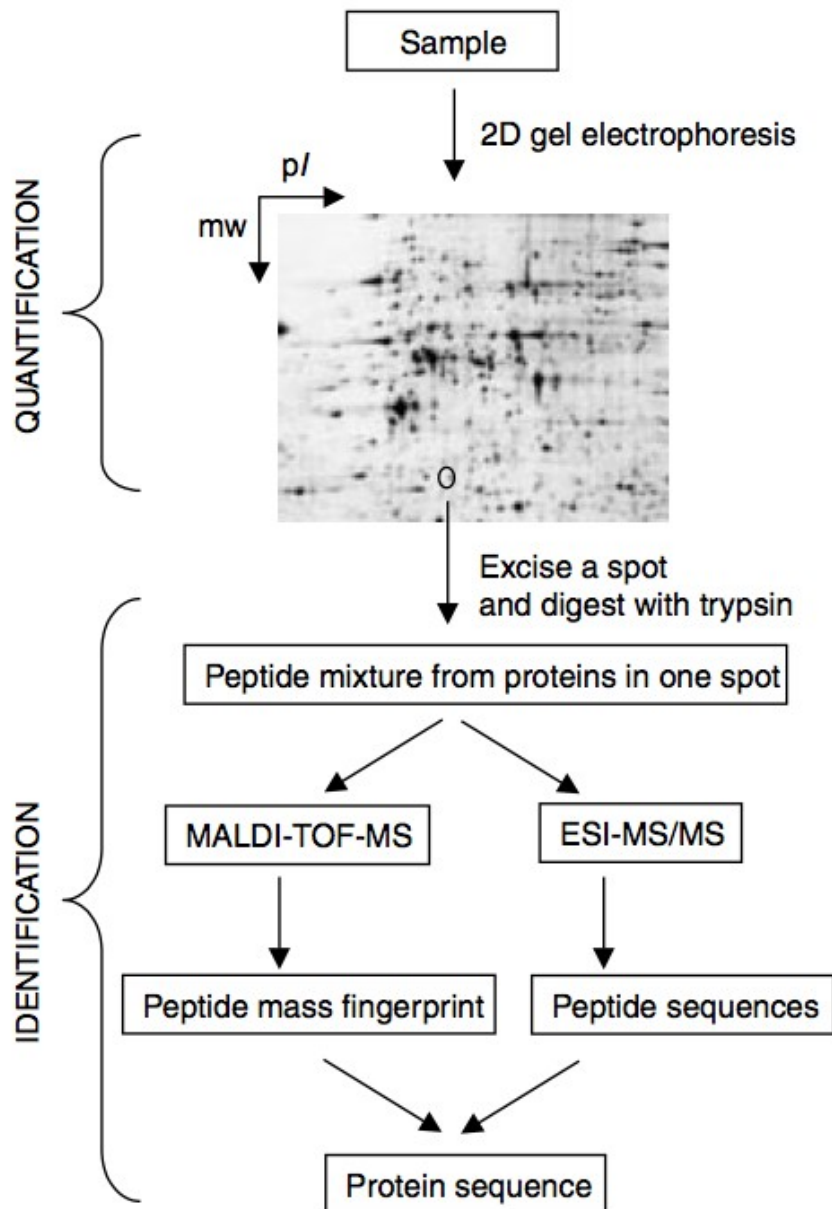 Sample
2D gel electrophoresis
pI
mw
QUANTIFICATION
Excise a spot
and digest with trypsin
Peptide mixture from proteins in one spot
MALDI-TOF-MS
ESI-MS/MS
IDENTIFICATION
Peptide mass fingerprint
Peptide sequences
Protein sequence